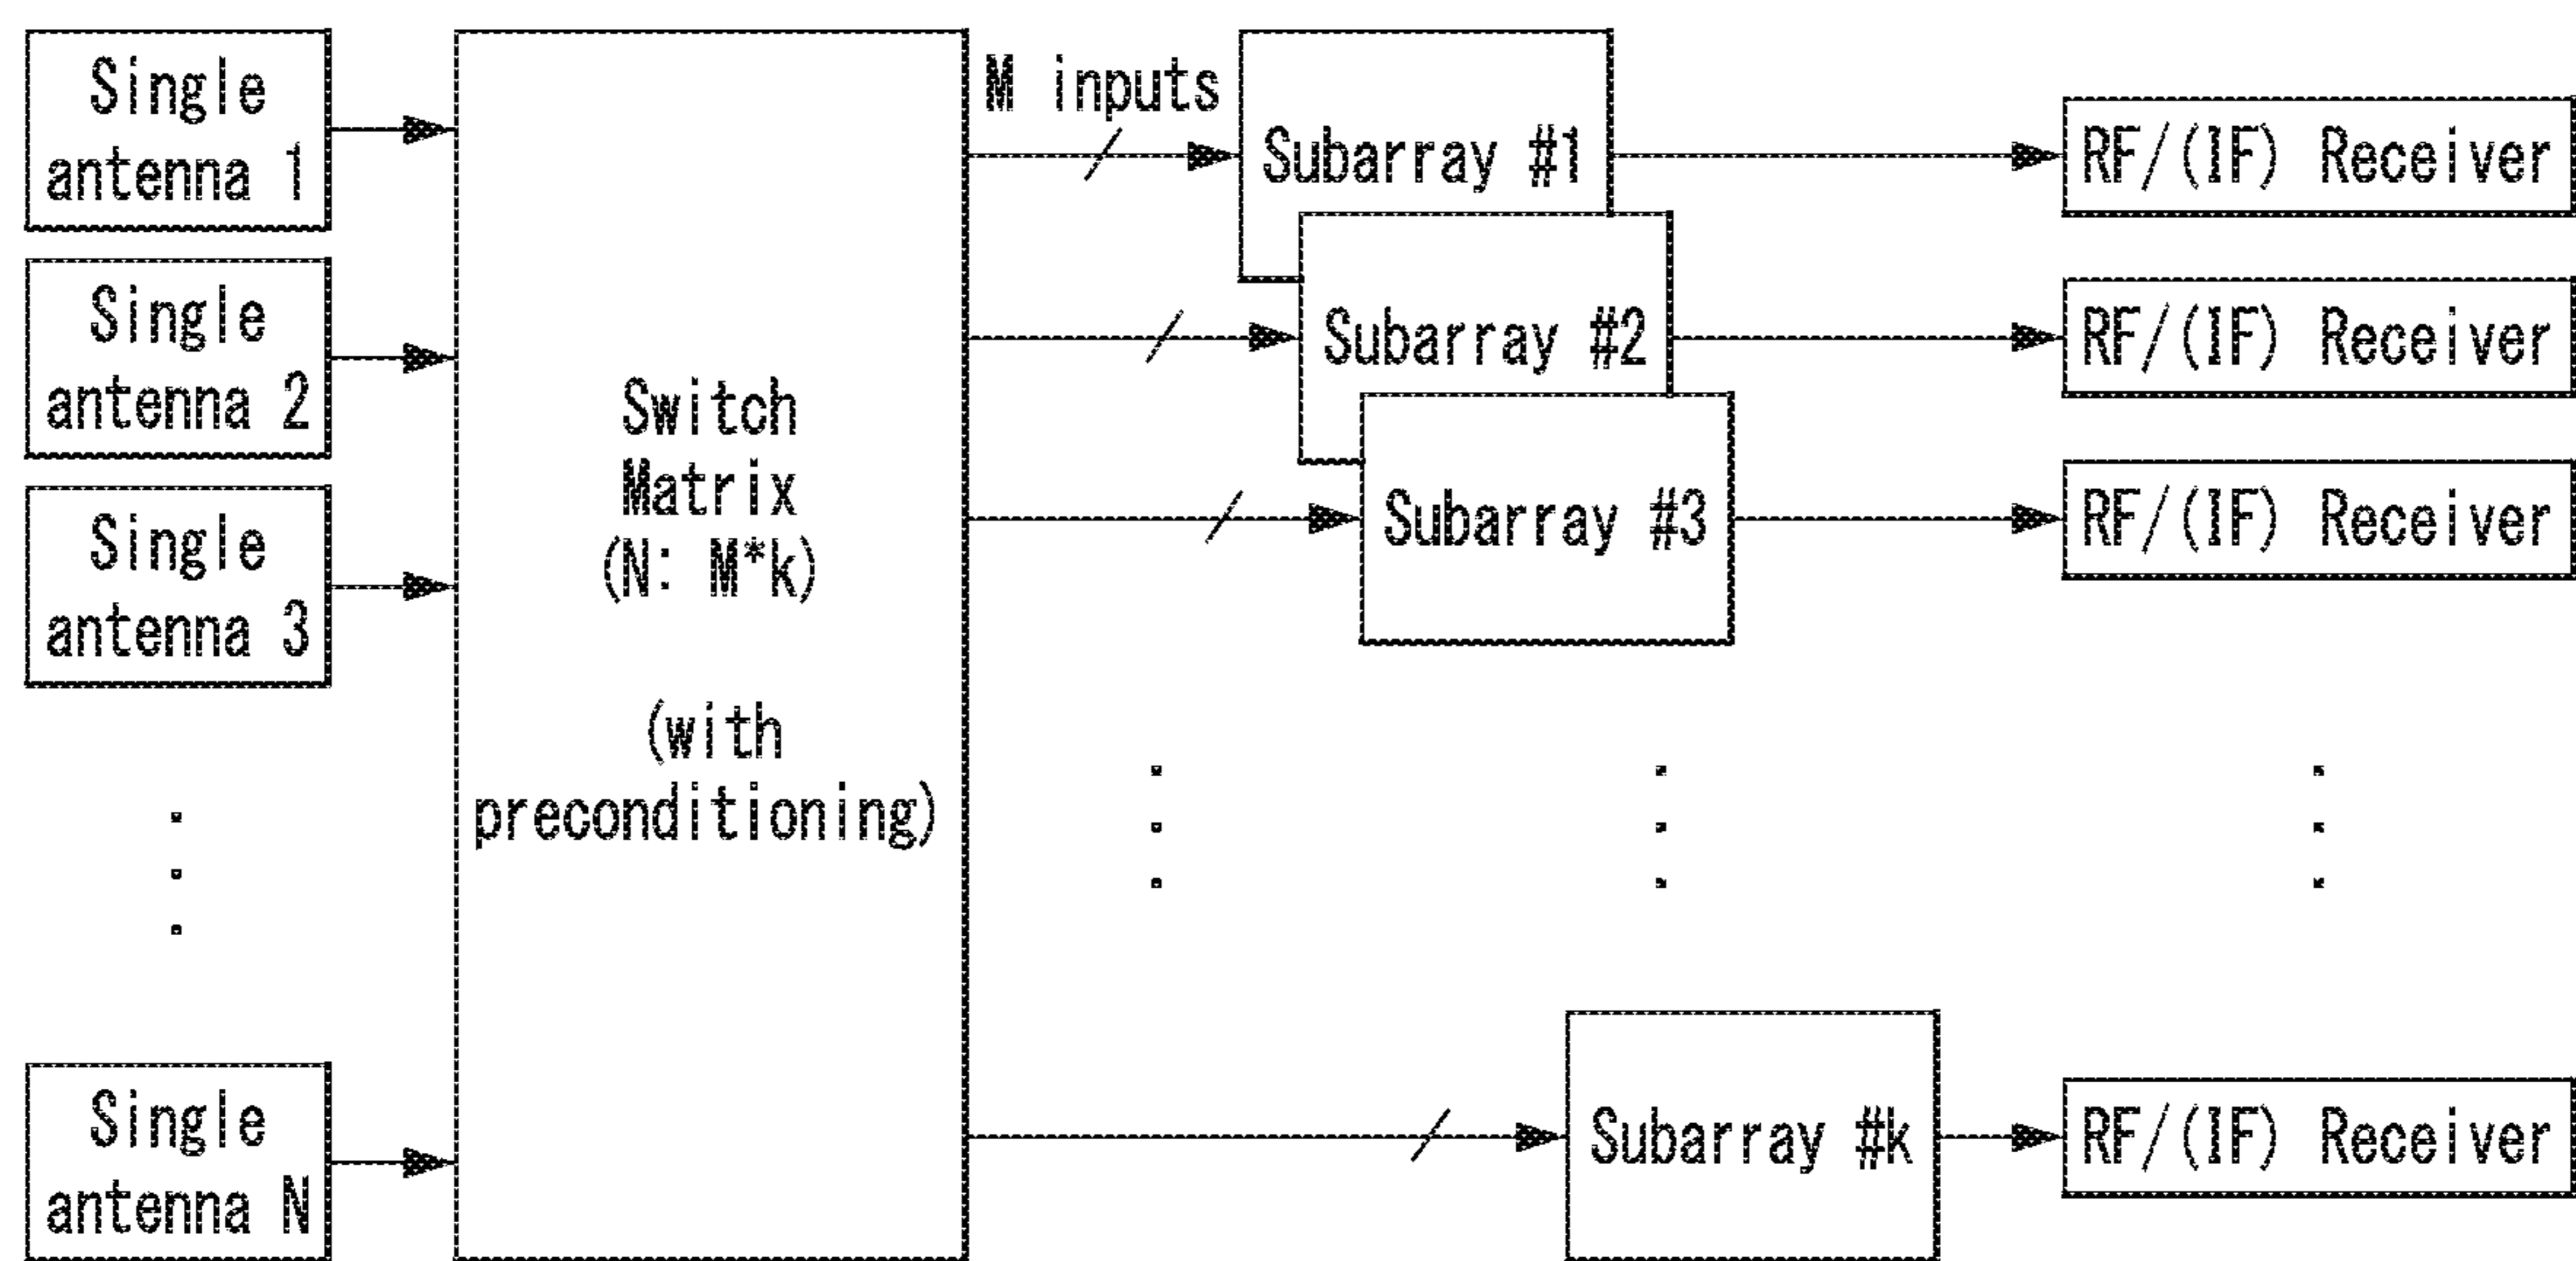 Single
antenna 1
Single
antenna 2
Single
antenna 3
Single
antenna N
Switch
Matrix
(N: M*k)
(with
preconditioning)
M inputs
Subarray #1
Subarray #2
Subarray #3
Subarray #k
RF/(IF) Receiver
RF/(IF) Receiver
RF/(IF) Receiver
RF/(IF) Receiver